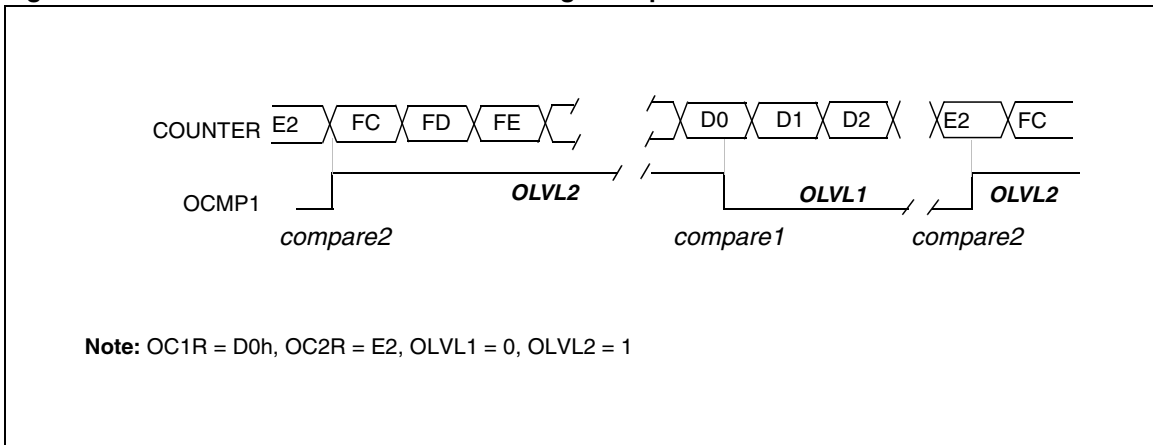 COUNTER E2 FC FD FE D0 D1 D2 E2 FC
OCMP1 OLVL2 OLVL1 OLVL2
compare2 compare1 compare2
Note: OC1R = D0h, OC2R = E2, OLVL1 = 0, OLVL2 = 1